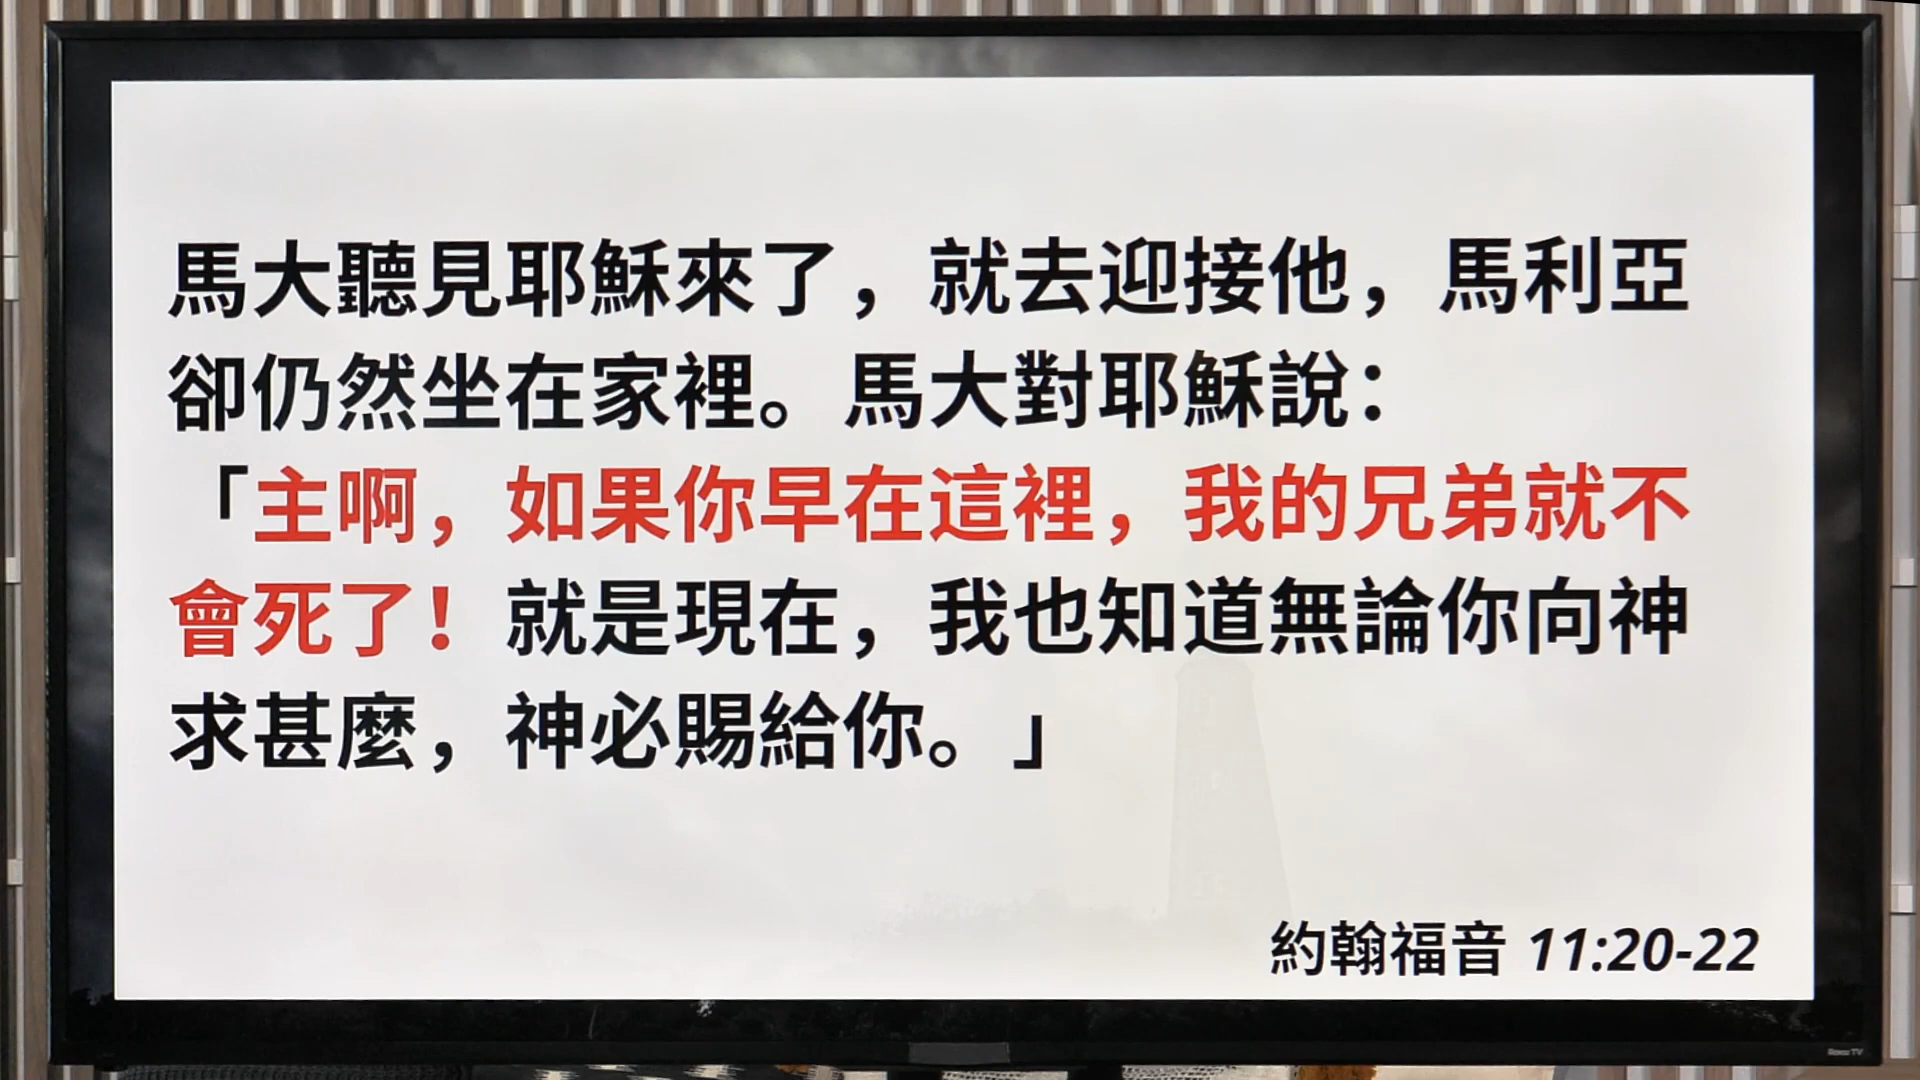 馬大聽見耶穌來了，就去迎接他，馬利亞
卻仍然坐在家裡。馬大對耶穌說：
「主啊，如果你早在這裡，我的兄弟就不
會死了！就是現在，我也知道無論你向神
求甚麼，神必賜給你。」
約翰福音 11:20-22
Roku TV